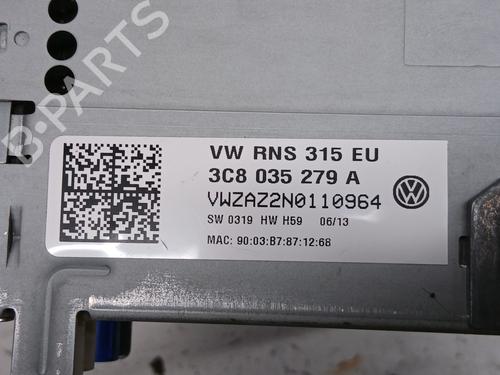 VW RNS 315 EU
3C8 035 279 A
VWZAZ2N0110964
SW 0319 HW H59 06/13
MAC: 90:03:B7:87:12:68
B-PARTS